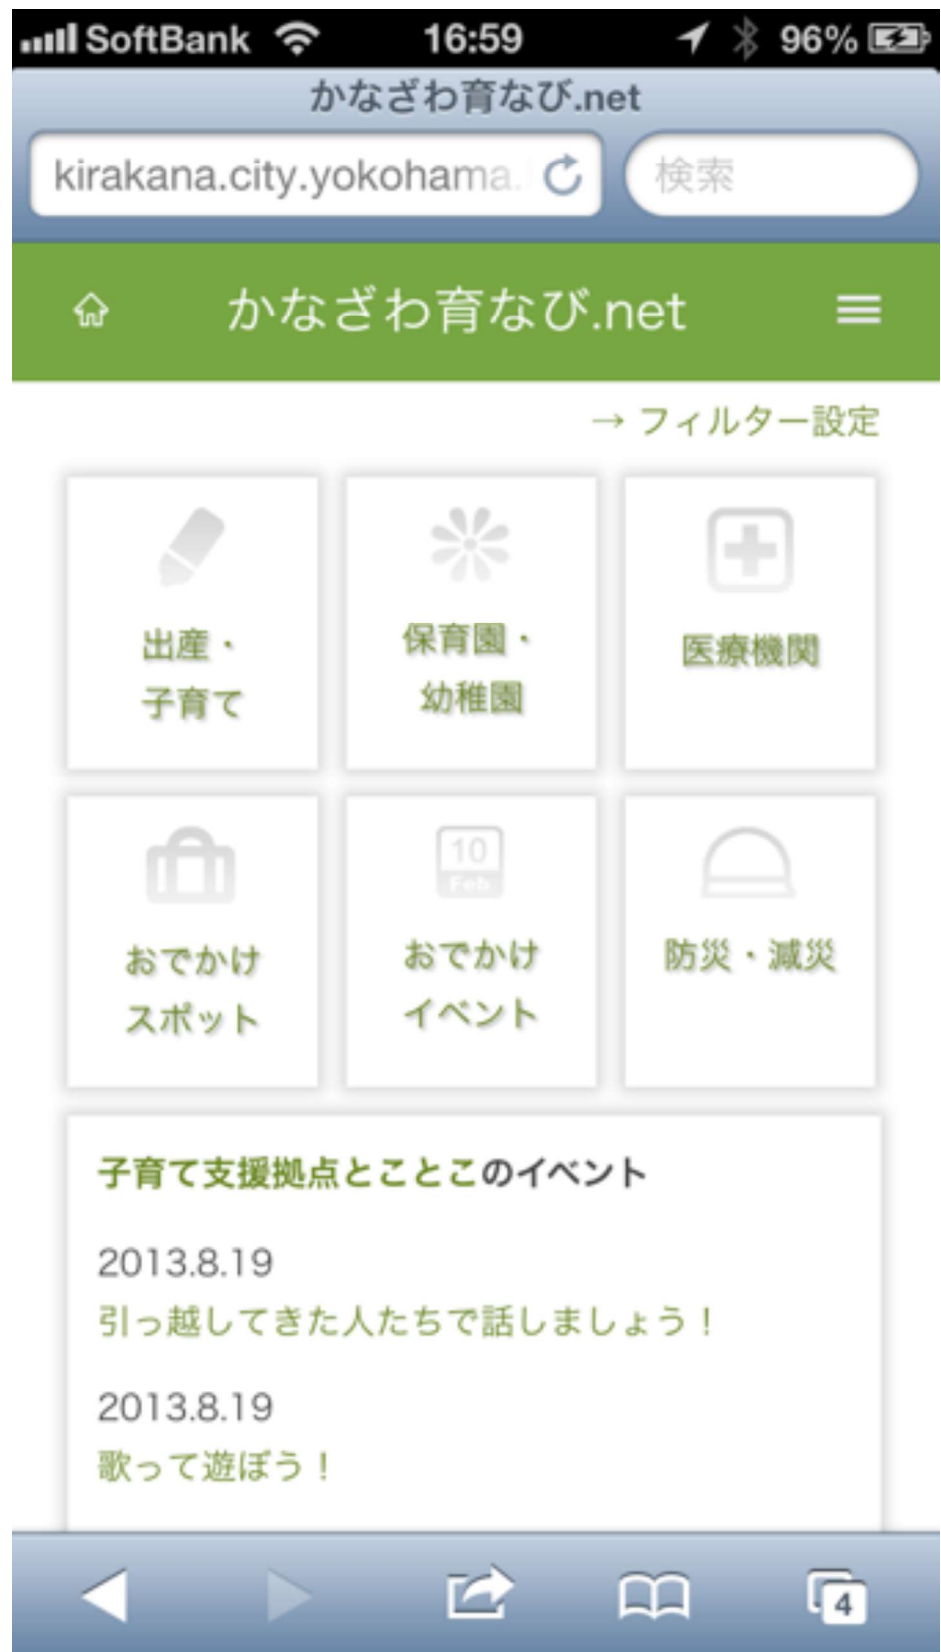 SoftBank 16:59 96%
かなざわ育なび.net
kirakana.city.yokohama. 検索
かなざわ育なび.net
→ フィルター設定
出産・
子育て
保育園・
幼稚園
医療機関
おでかけ
スポット
10
Feb
おでかけ
イベント
防災・減災
子育て支援拠点とことこのイベント
2013.8.19
引っ越してきた人たちで話しましょう！
2013.8.19
歌って遊ぼう！
4